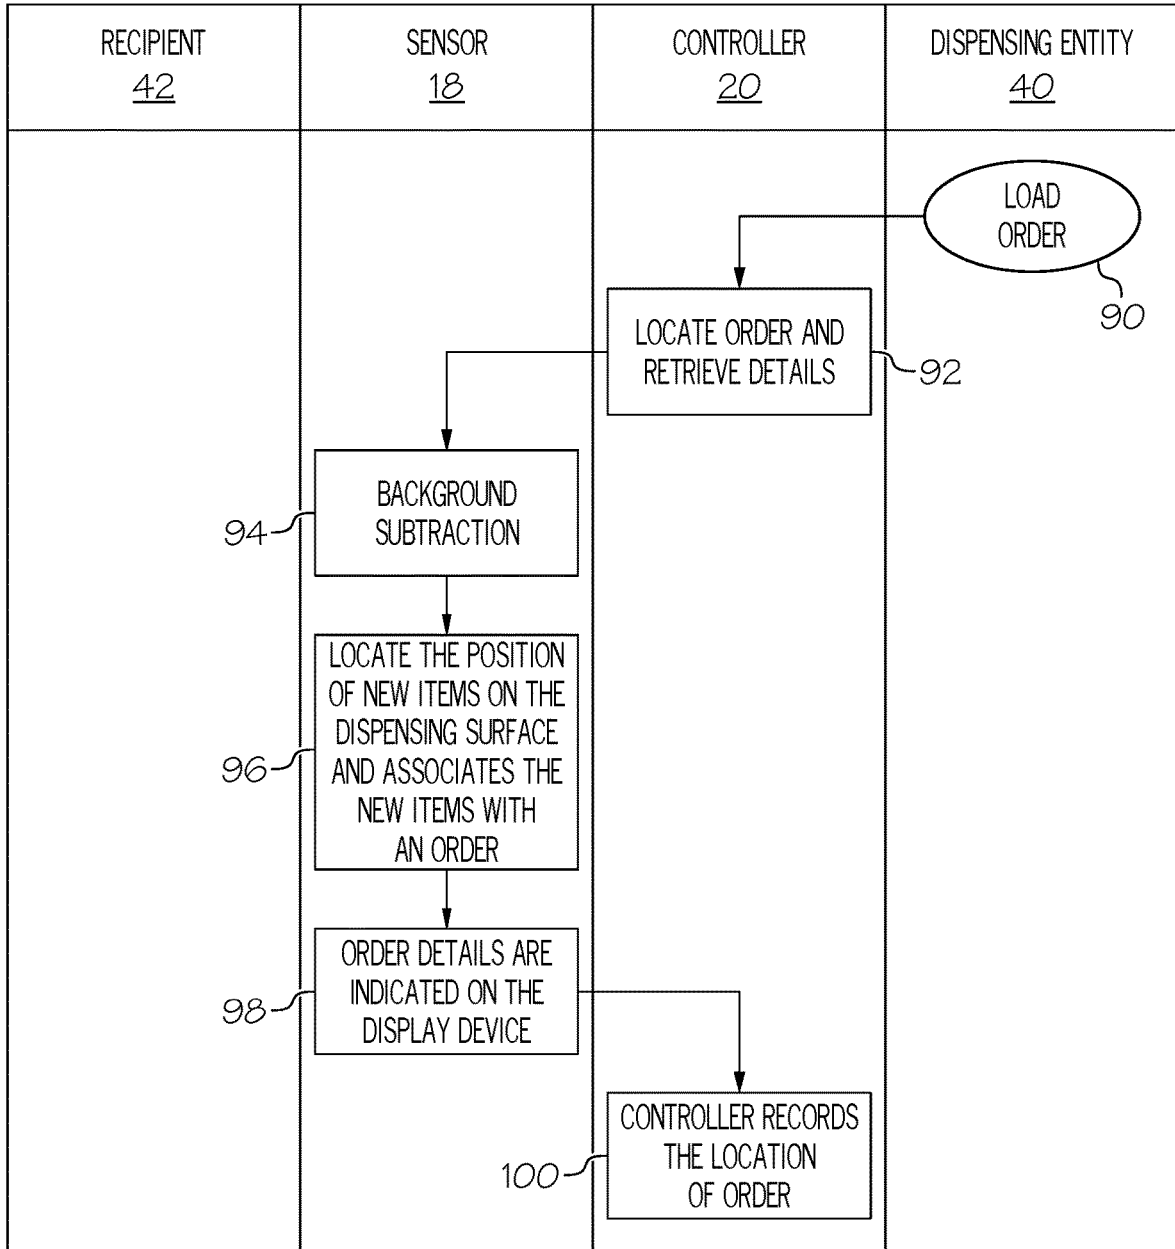 RECIPIENT
42
SENSOR
18
CONTROLLER
20
DISPENSING ENTITY
40
LOAD
ORDER
90
LOCATE ORDER AND
RETRIEVE DETAILS
92
BACKGROUND
SUBTRACTION
94
LOCATE THE POSITION
OF NEW ITEMS ON THE
DISPENSING SURFACE
AND ASSOCIATES THE
NEW ITEMS WITH
AN ORDER
96
ORDER DETAILS ARE
INDICATED ON THE
DISPLAY DEVICE
98
CONTROLLER RECORDS
THE LOCATION
OF ORDER
100